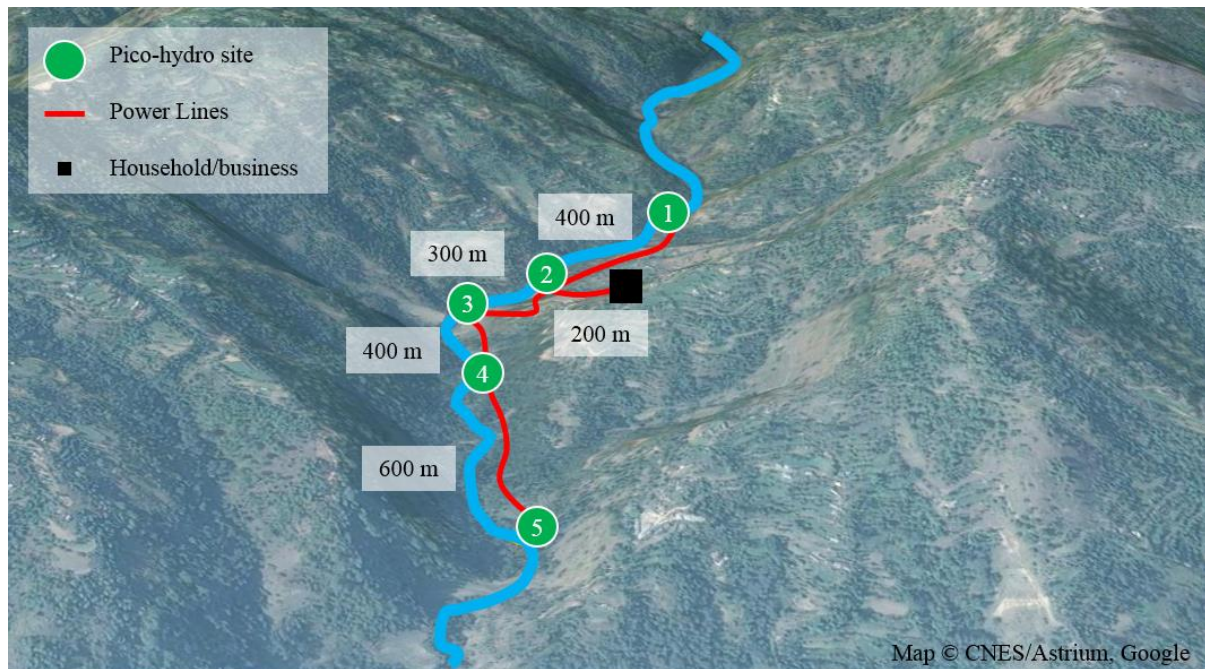 Pico-hydro site
Power Lines
Household/business
1
400 m
2
300 m
3
200 m
400 m
4
600 m
5
Map © CNES/Astrium, Google